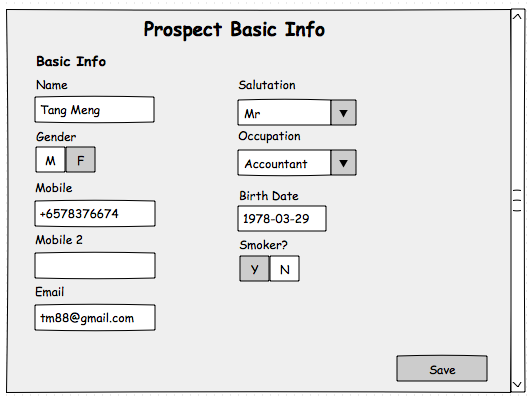 Prospect Basic Info
Basic Info
Name
Tang Meng
Gender
M F
Mobile
+6578376674
Mobile 2
Email
tm88@gmail.com
Salutation
Mr
Occupation
Accountant
Birth Date
1978-03-29
Smoker?
Y N
Save